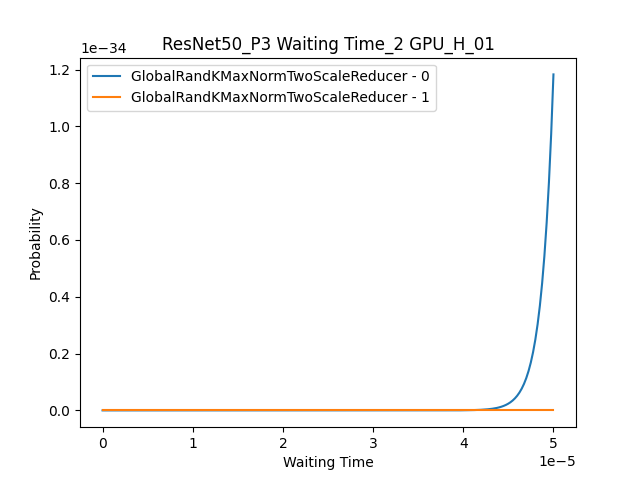 ResNet50_P3 Waiting Time_2 GPU_H_01
1e−34
GlobalRandKMaxNormTwoScaleReducer - 0
GlobalRandKMaxNormTwoScaleReducer - 1
1.2
1.0
0.8
0.6
0.4
0.2
0.0
Probability
0 1 2 3 4 5
1e−5
Waiting Time